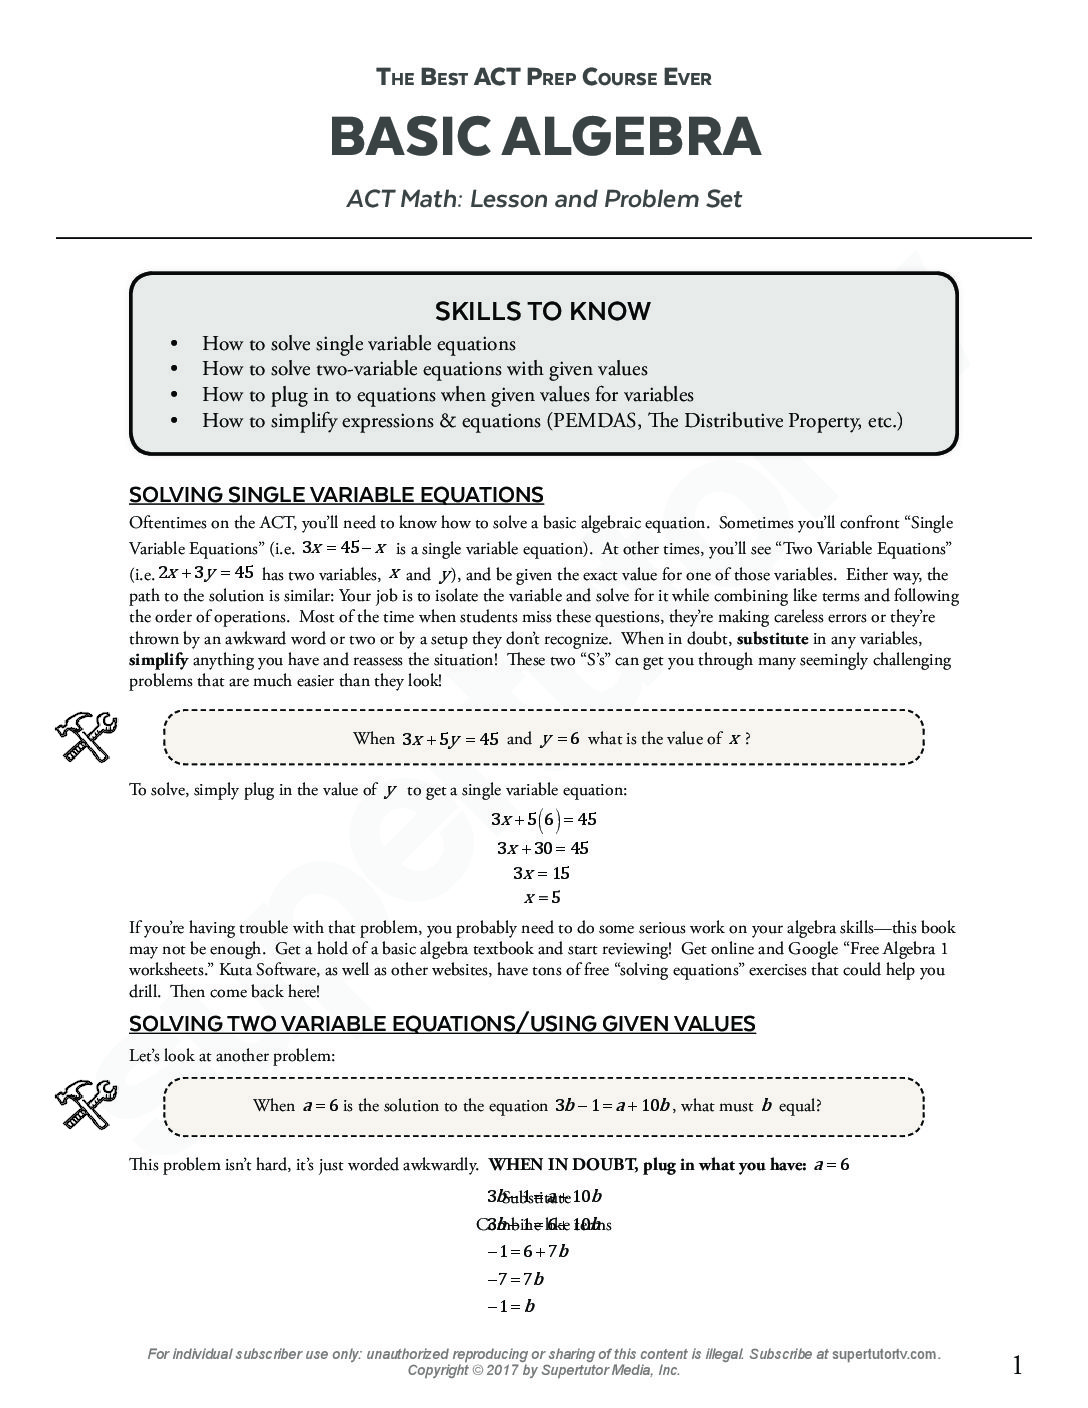 The Best ACT Prep Course Ever
BASIC ALGEBRA
ACT Math: Lesson and Problem Set
SKILLS TO KNOW
• How to solve single variable equations
• How to solve two-variable equations with given values
• How to plug in to equations when given values for variables
• How to simplify expressions & equations (PEMDAS, The Distributive Property, etc.)
SOLVING SINGLE VARIABLE EQUATIONS
Oftentimes on the ACT, you’ll need to know how to solve a basic algebraic equation. Sometimes you’ll confront “Single
Variable Equations” (i.e. 3x = 45 – x is a single variable equation). At other times, you’ll see “Two Variable Equations”
(i.e. 2x + 3y = 45 has two variables, x and y), and be given the exact value for one of those variables. Either way, the
path to the solution is similar: Your job is to isolate the variable and solve for it while combining like terms and following
the order of operations. Most of the time when students miss these questions, they’re making careless errors or they’re
thrown by an awkward word or two or by a setup they don’t recognize. When in doubt, substitute in any variables,
simplify anything you have and reassess the situation! These two “S’s” can get you through many seemingly challenging
problems that are much easier than they look!
When 3x + 5y = 45 and y = 6 what is the value of x ?
To solve, simply plug in the value of y to get a single variable equation:
3x + 5(6) = 45
3x + 30 = 45
3x = 15
x = 5
If you’re having trouble with that problem, you probably need to do some serious work on your algebra skills—this book
may not be enough. Get a hold of a basic algebra textbook and start reviewing! Get online and Google “Free Algebra 1
worksheets.” Kuta Software, as well as other websites, have tons of free “solving equations” exercises that could help you
drill. Then come back here!
SOLVING TWO VARIABLE EQUATIONS/USING GIVEN VALUES
Let’s look at another problem:
When a = 6 is the solution to the equation 3b – 1 = a + 10b, what must b equal?
This problem isn’t hard, it’s just worded awkwardly. WHEN IN DOUBT, plug in what you have: a = 6
3b – 1 = a + 10b Substitute
3b – 1 = 6 + 10b Combine like terms
–1 = 6 + 7b
–7 = 7b
–1 = b
For individual subscriber use only: unauthorized reproducing or sharing of this content is illegal. Subscribe at supertutortv.com.
Copyright © 2017 by Supertutor Media, Inc.
1